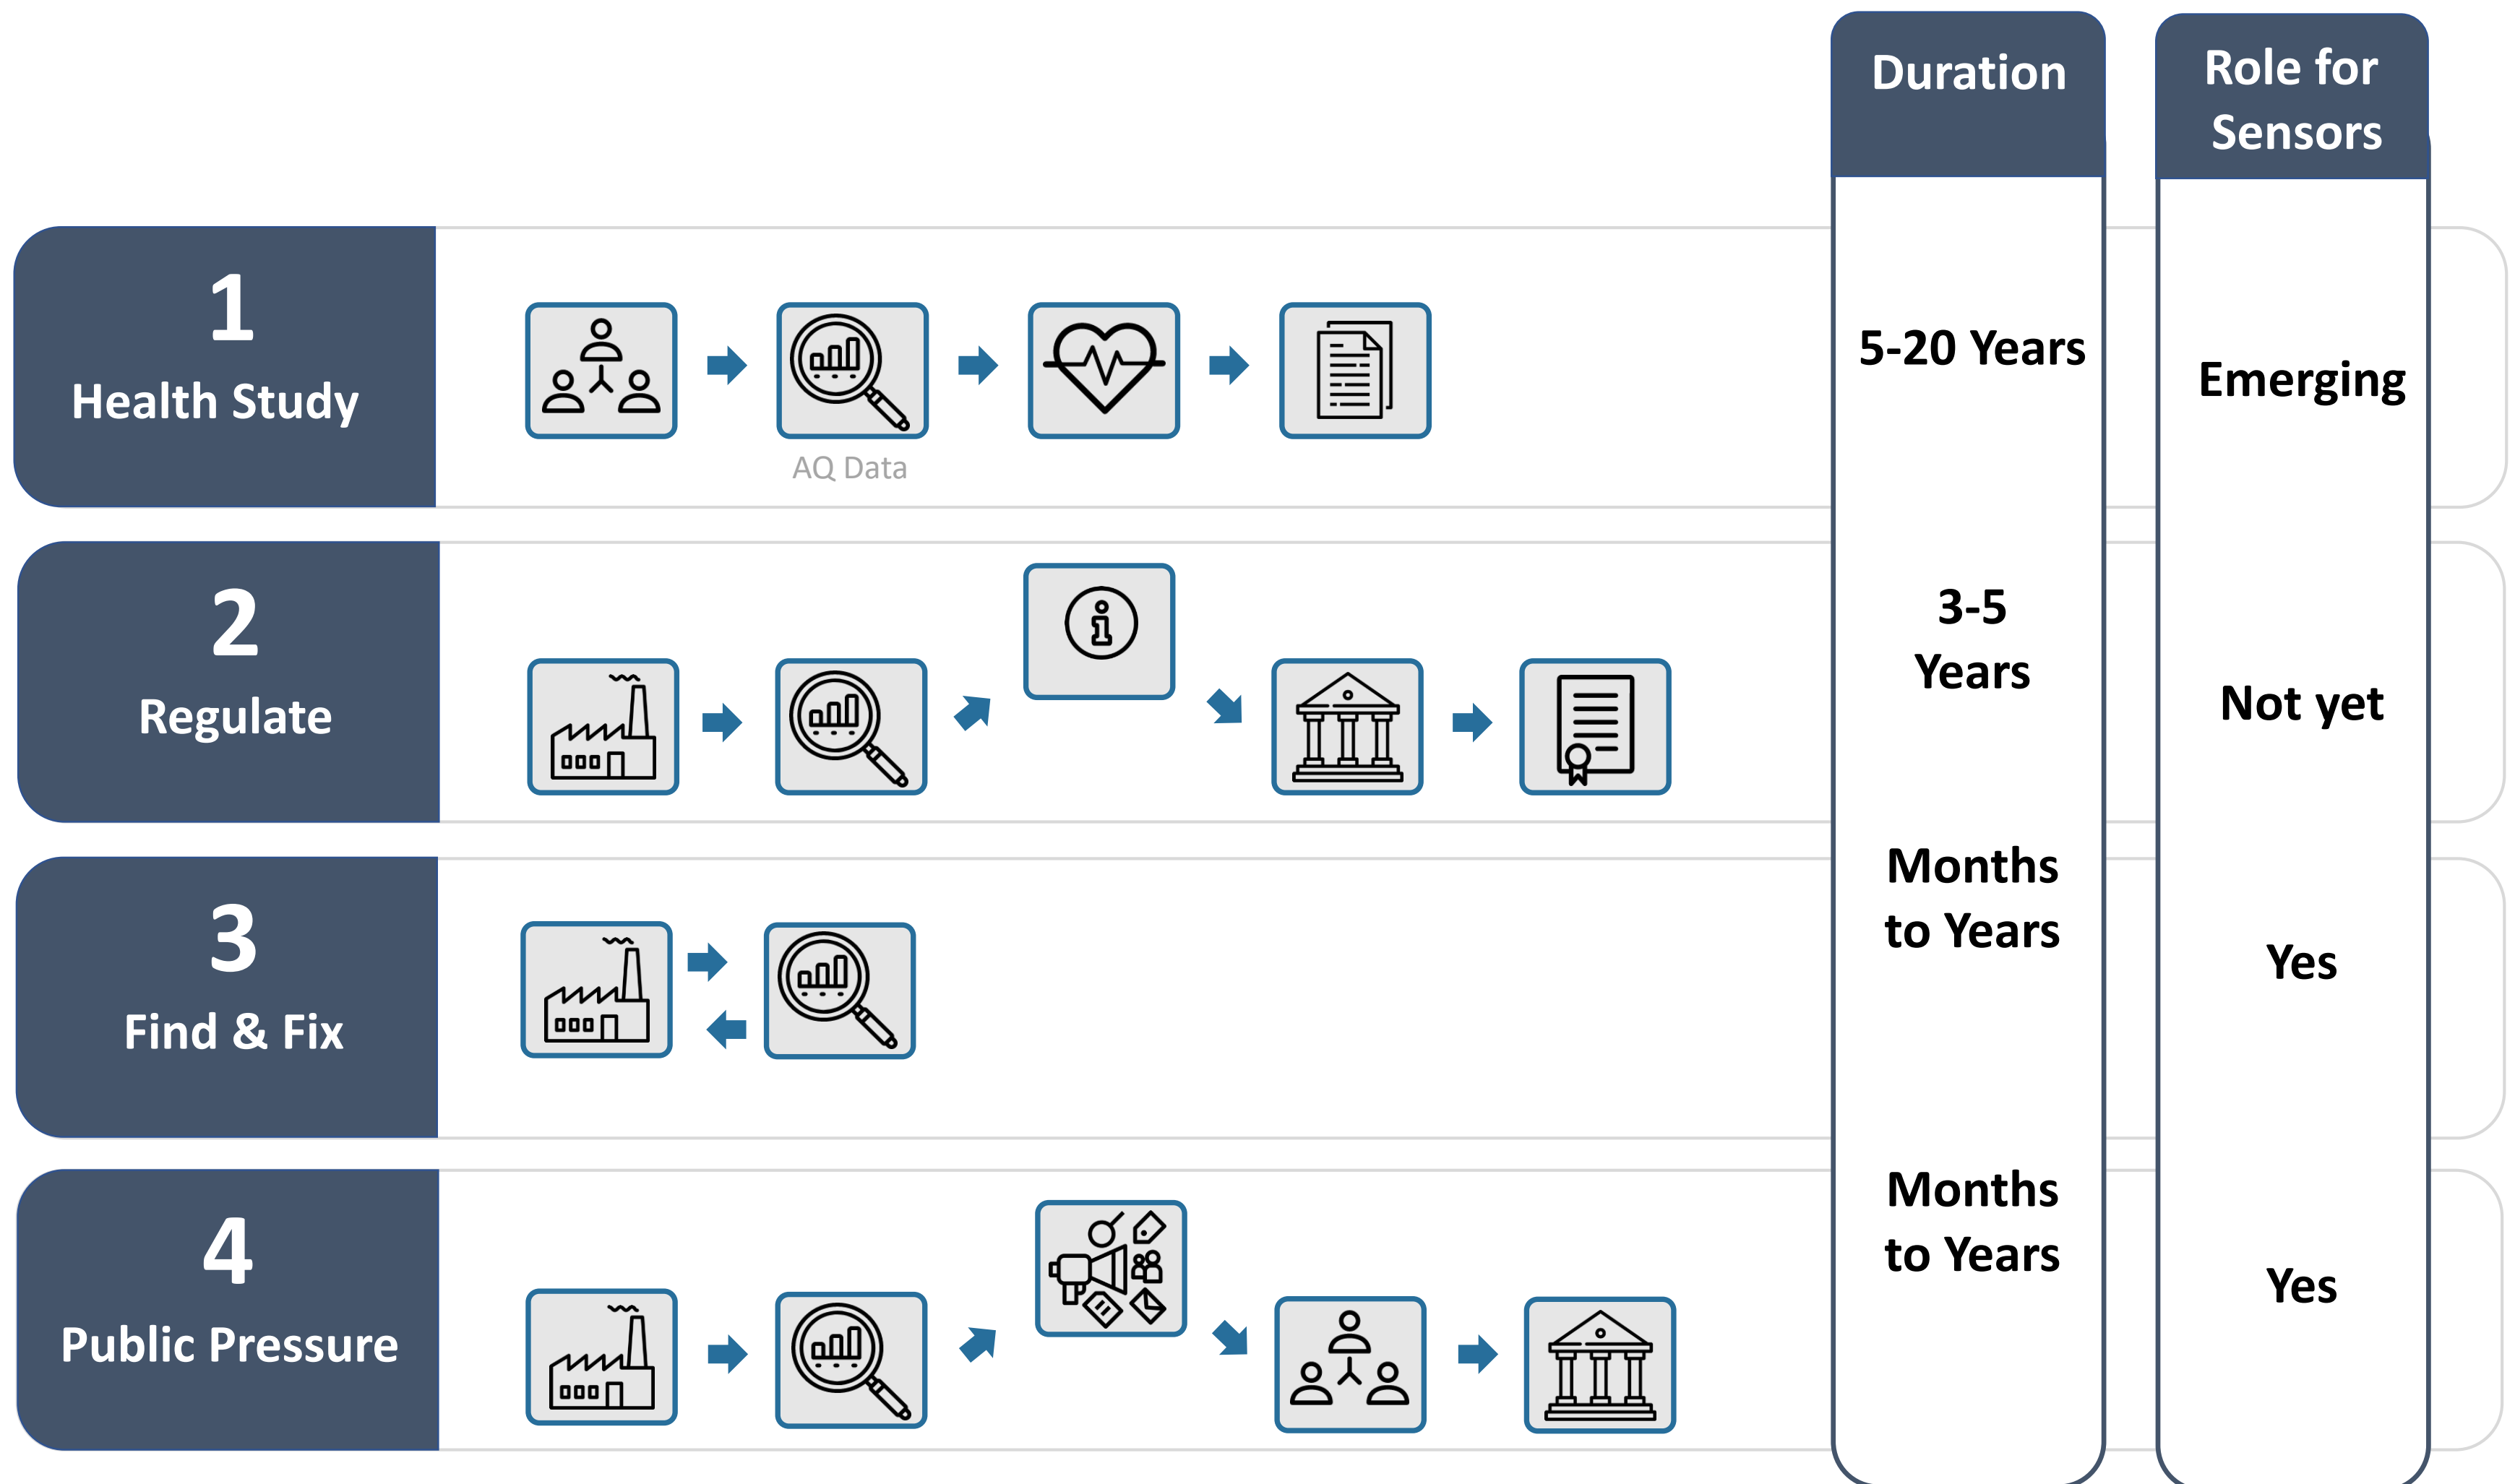 Duration
Role for
Sensors
1
Health Study
AQ Data
5-20 Years
Emerging
2
Regulate
3-5
Years
Not yet
3
Find & Fix
Months
to Years
Yes
4
Public Pressure
Months
to Years
Yes